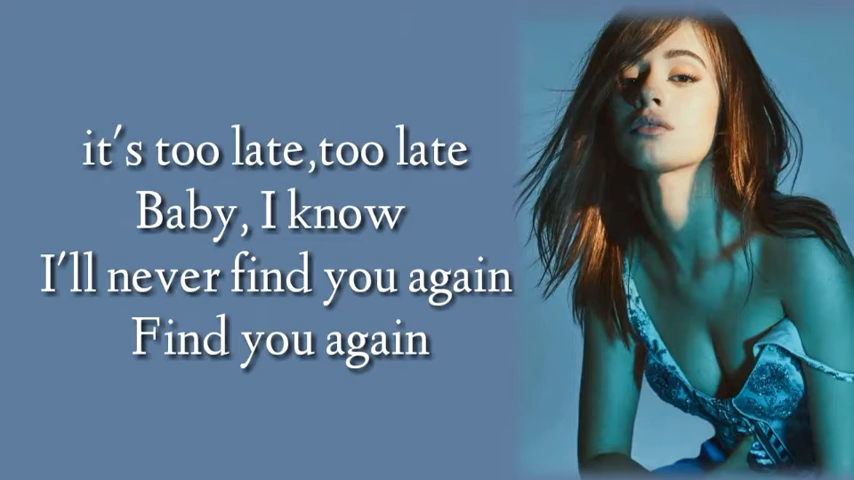 it's too late,too late
Baby, I know
I'll never find you again
Find you again